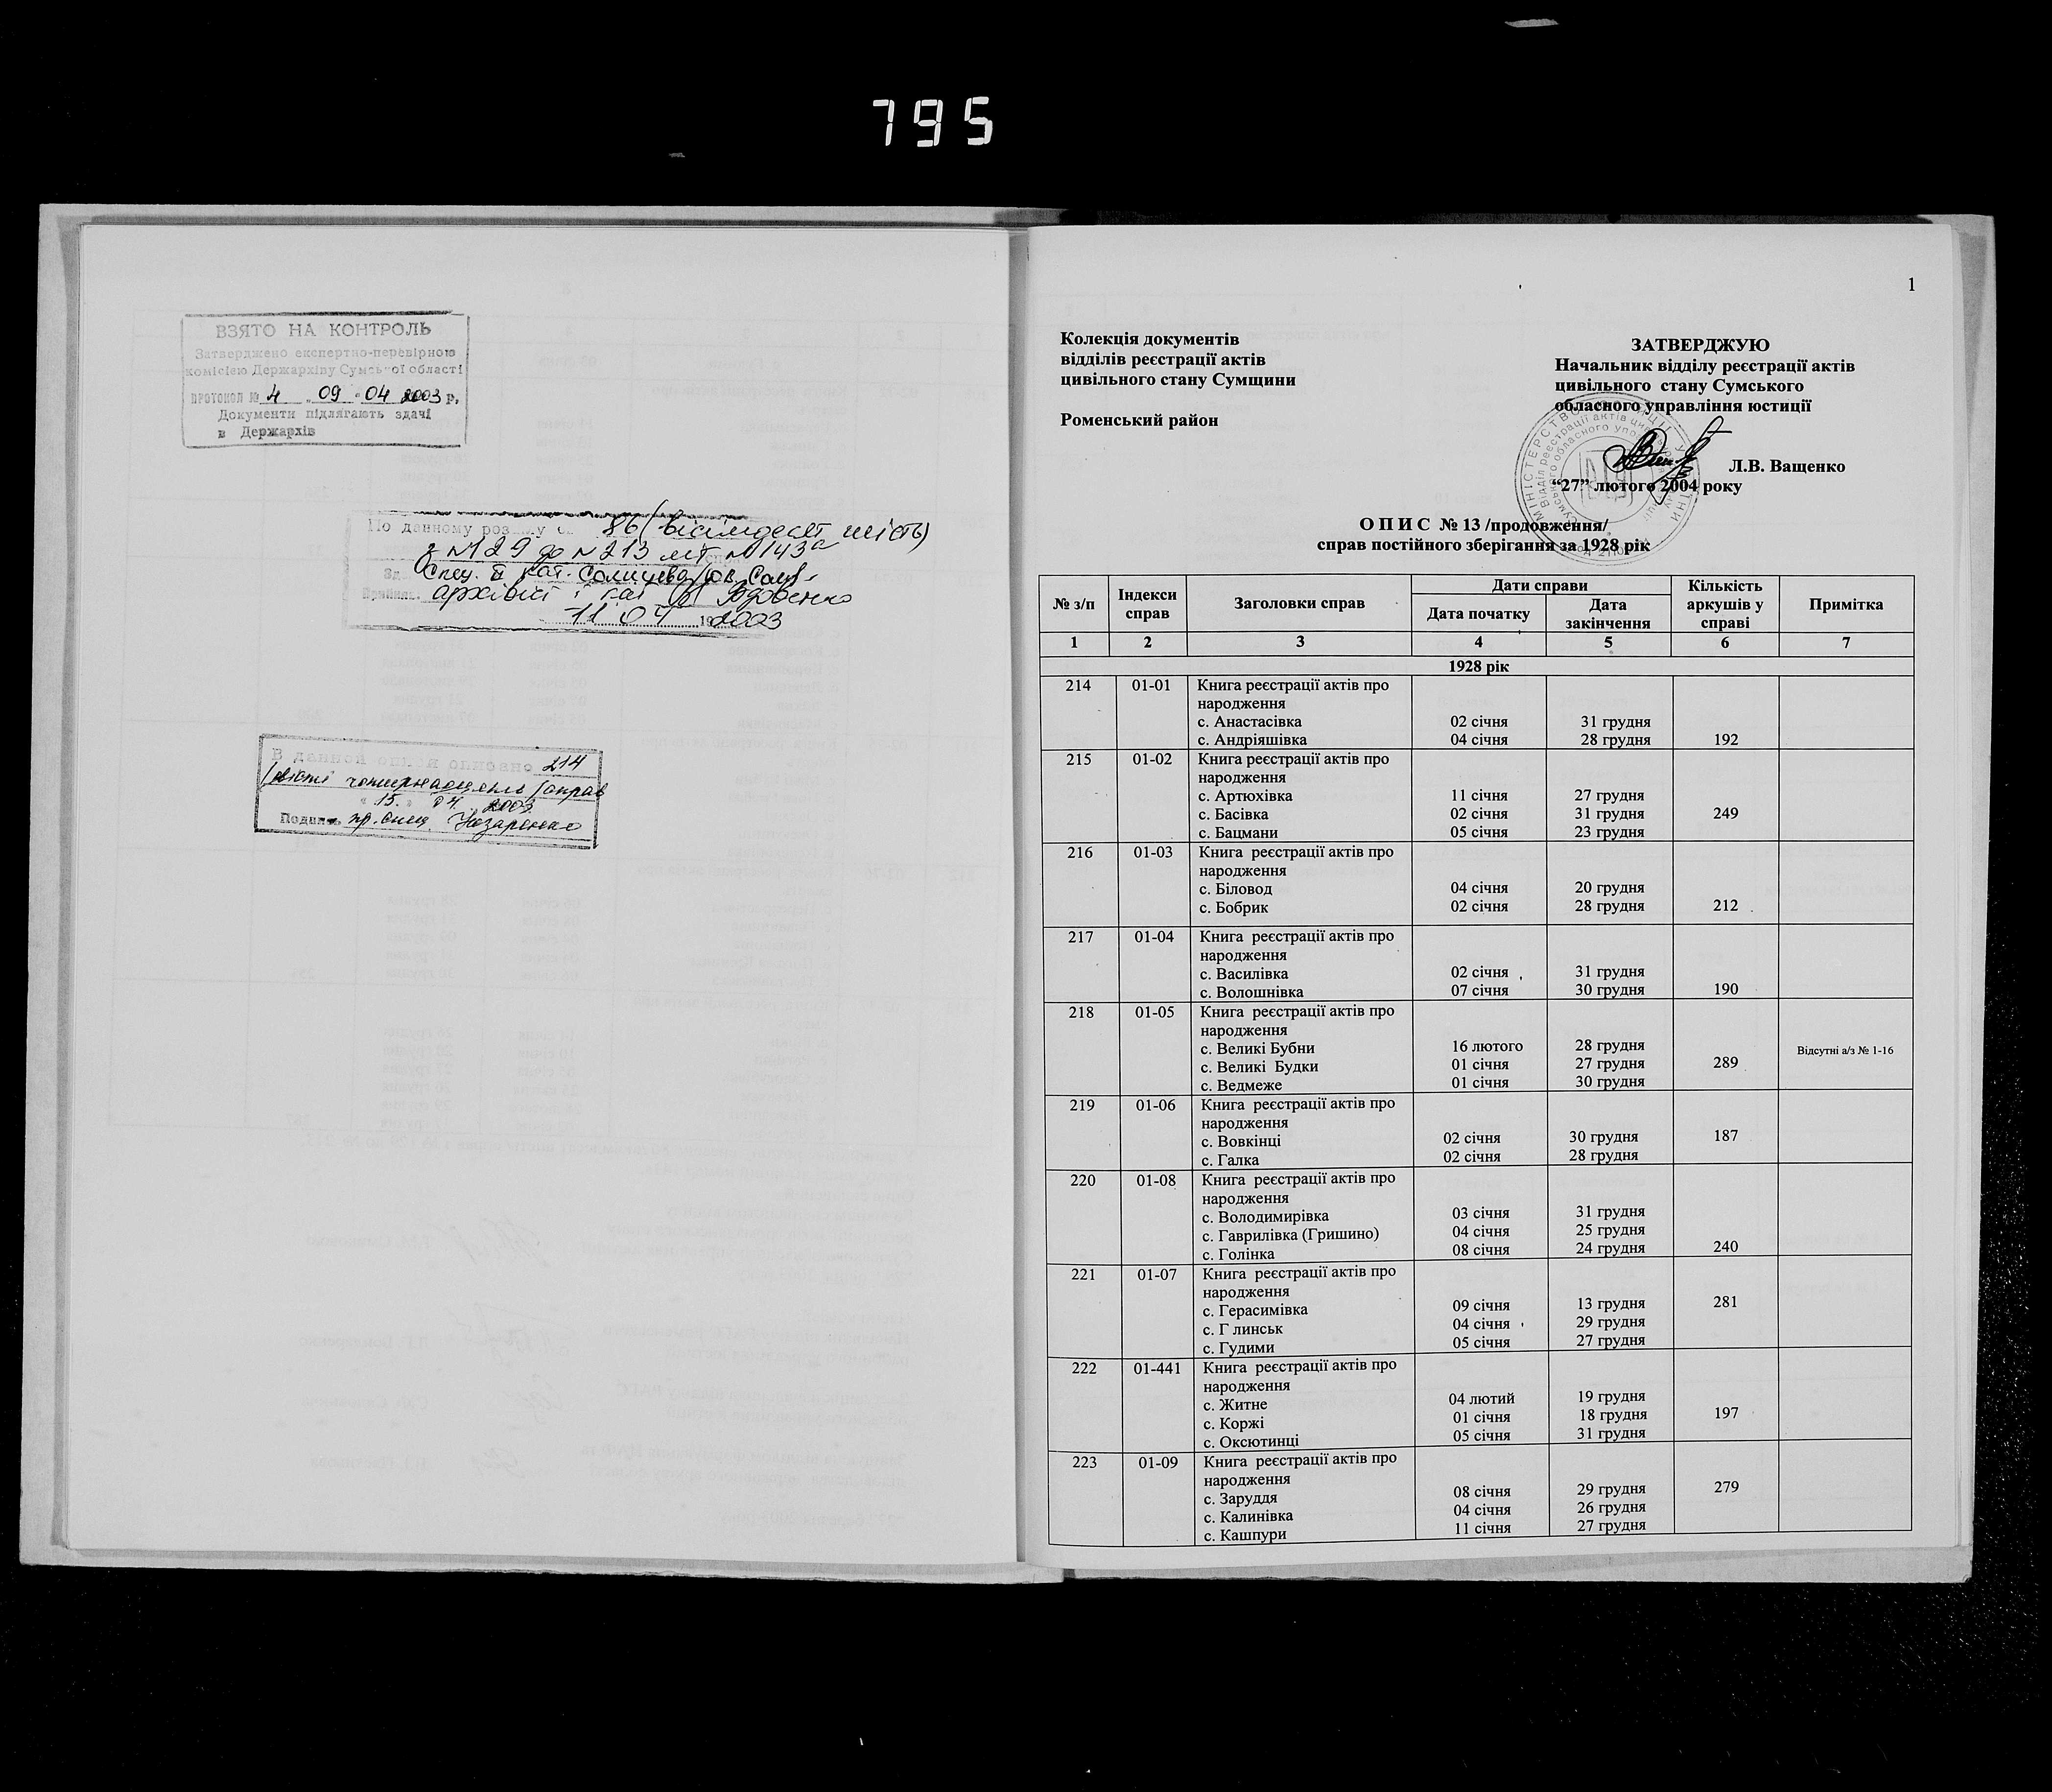 795
ВЗЯТО НА КОНТРОЛЬ
Затверджено експертно-перевірною
комісією Держархіву Сумської області
ПРОТОКОЛ № 4 . 09 . 04 2003 р.
Документи підлягають здачі
в Держархів
По данному розділу 86 (вісімдесят шість)
з №129 до №213 літ №143а
Спец. II кат.
архівіст І кат
11 04 2003
В данной описи описано 214
(двісті чотирнадцять) справ
" 15. " 04. 2003
Подпись пр. спец. Назаренко
1
Колекція документів
відділів реєстрації актів
цивільного стану Сумщини
Роменський район
ЗАТВЕРДЖУЮ
Начальник відділу реєстрації актів
цивільного стану Сумського
обласного управління юстиції
Л.В. Ващенко
“27” лютого 2004 року
О П И С № 13 /продовження/
справ постійного зберігання за 1928 рік
№ з/п Індекси справ Заголовки справ Дати справи Кількість аркушів у справі Примітка
Дата початку Дата закінчення
1 2 3 4 5 6 7
1928 рік
214 01-01 Книга реєстрації актів про
народження
с. Анастасівка 02 січня 31 грудня
с. Андріяшівка 04 січня 28 грудня 192
215 01-02 Книга реєстрації актів про
народження
с. Артюхівка 11 січня 27 грудня
с. Басівка 02 січня 31 грудня 249
с. Бацмани 05 січня 23 грудня
216 01-03 Книга реєстрації актів про
народження
с. Біловод 04 січня 20 грудня
с. Бобрик 02 січня 28 грудня 212
217 01-04 Книга реєстрації актів про
народження
с. Василівка 02 січня 31 грудня
с. Волошнівка 07 січня 30 грудня 190
218 01-05 Книга реєстрації актів про
народження
с. Великі Бубни 16 лютого 28 грудня Відсутні а/з № 1-16
с. Великі Будки 01 січня 27 грудня 289
с. Ведмеже 01 січня 30 грудня
219 01-06 Книга реєстрації актів про
народження
с. Вовкінці 02 січня 30 грудня 187
с. Галка 02 січня 28 грудня
220 01-08 Книга реєстрації актів про
народження
с. Володимирівка 03 січня 31 грудня
с. Гаврилівка (Гришино) 04 січня 25 грудня
с. Голінка 08 січня 24 грудня 240
221 01-07 Книга реєстрації актів про
народження
с. Герасимівка 09 січня 13 грудня 281
с. Г линськ 04 січня 29 грудня
с. Гудими 05 січня 27 грудня
222 01-441 Книга реєстрації актів про
народження
с. Житне 04 лютий 19 грудня
с. Коржі 01 січня 18 грудня 197
с. Оксютинці 05 січня 31 грудня
223 01-09 Книга реєстрації актів про
народження
с. Заруддя 08 січня 29 грудня 279
с. Калинівка 04 січня 26 грудня
с. Кашпури 11 січня 27 грудня